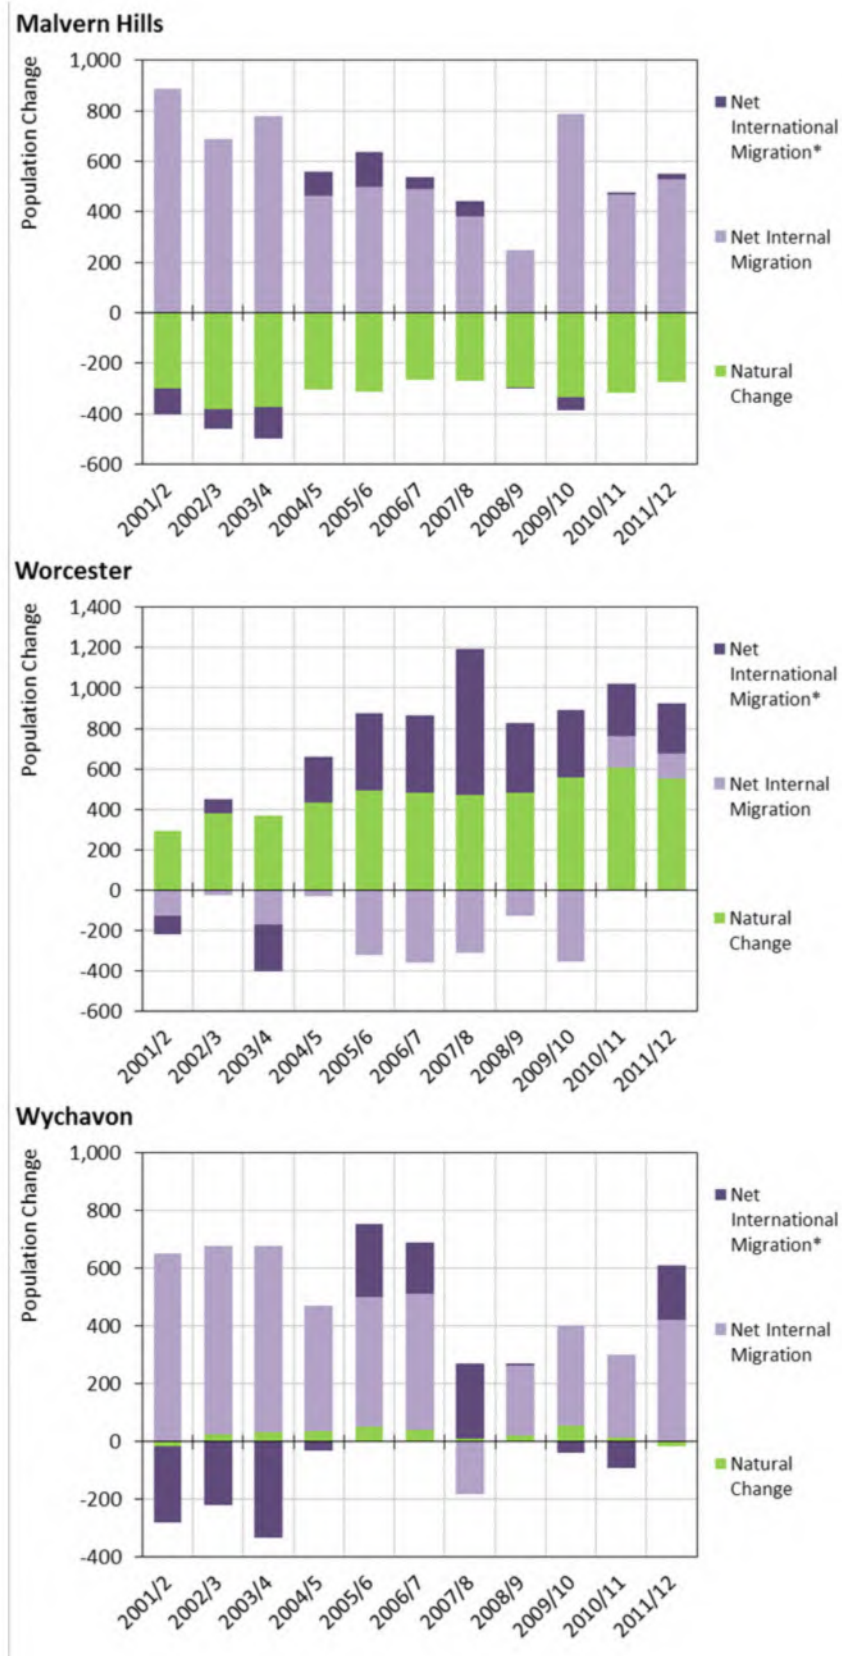 Malvern Hills
Population Change
1,000
800
600
400
200
0
-200
-400
-600
2001/2
2002/3
2003/4
2004/5
2005/6
2006/7
2007/8
2008/9
2009/10
2010/11
2011/12
Net
International
Migration*
Net Internal
Migration
Natural
Change
Worcester
Population Change
1,400
1,200
1,000
800
600
400
200
0
-200
-400
-600
2001/2
2002/3
2003/4
2004/5
2005/6
2006/7
2007/8
2008/9
2009/10
2010/11
2011/12
Net
International
Migration*
Net Internal
Migration
Natural
Change
Wychavon
Population Change
1,000
800
600
400
200
0
-200
-400
2001/2
2002/3
2003/4
2004/5
2005/6
2006/7
2007/8
2008/9
2009/10
2010/11
2011/12
Net
International
Migration*
Net Internal
Migration
Natural
Change